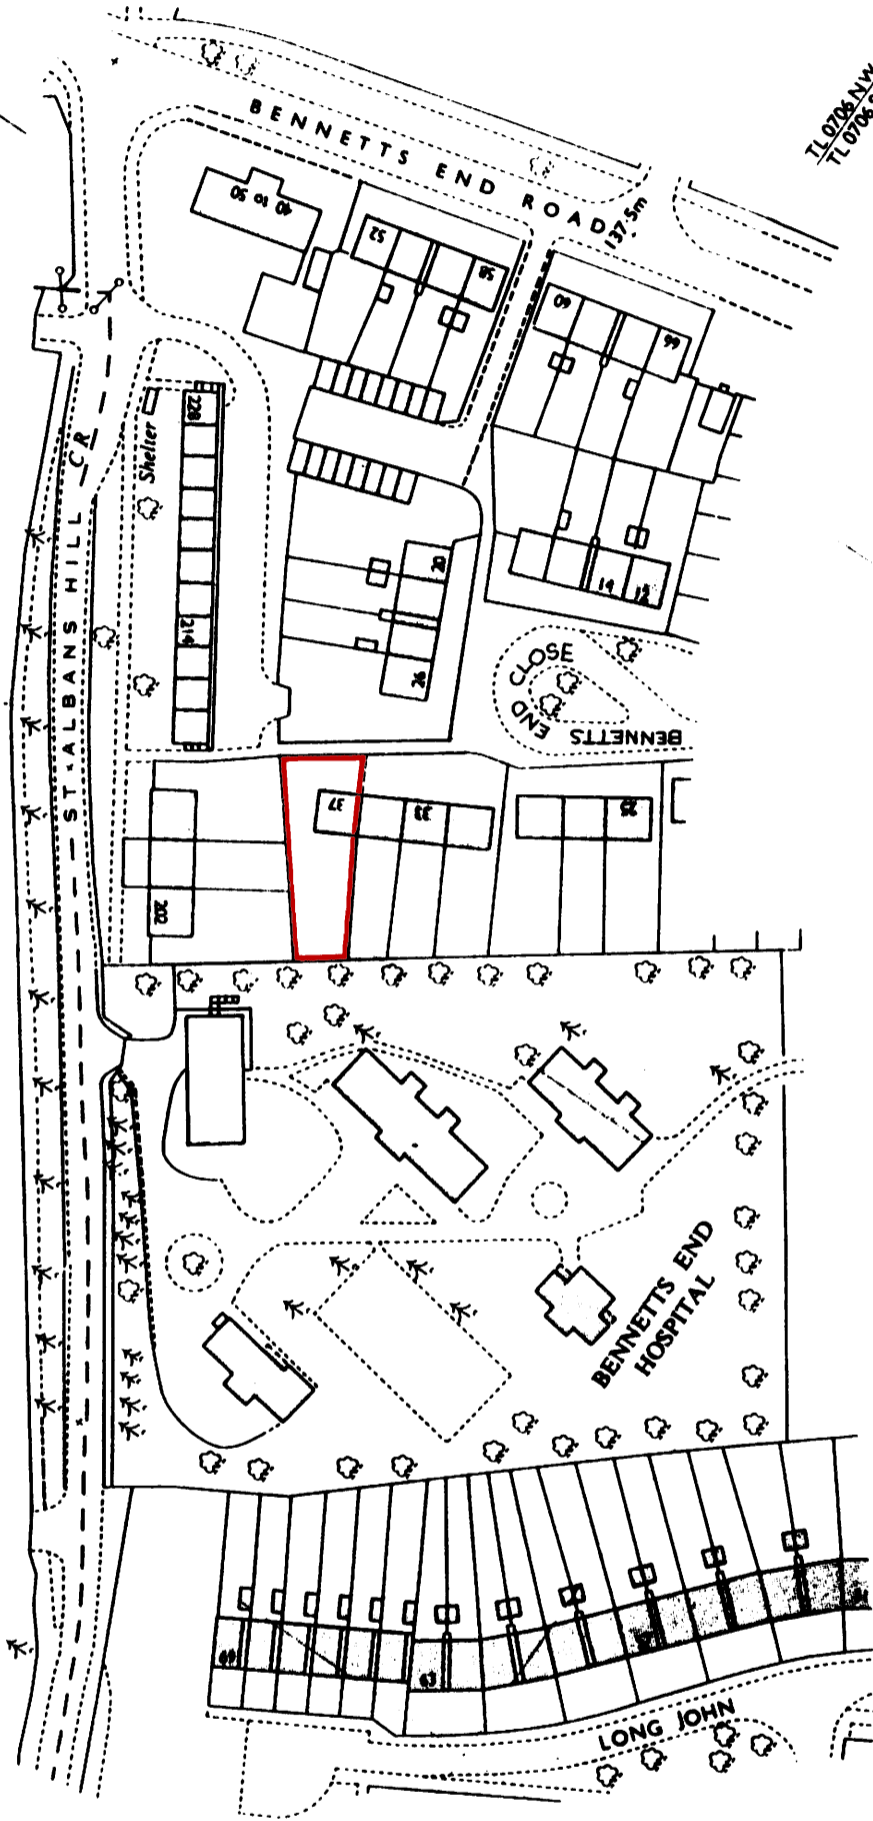 TL 0706 NW
TL 0706
BENNETTS END ROAD
137·5m
40 to 50
52
58
60
66
228
Shelter
ST ALBANS HILL CR
214
20
26
14
12
BENNETTS
END CLOSE
37
33
25
202
BENNETTS END
HOSPITAL
69
63
LONG JOHN